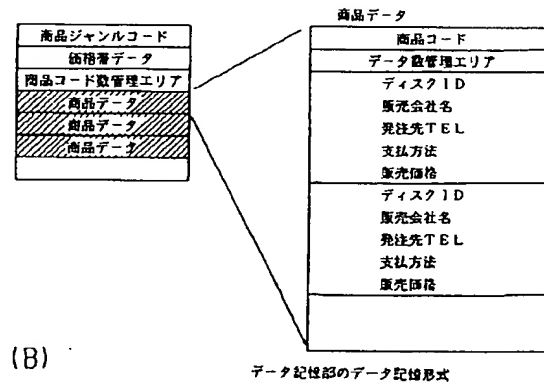 商品ジャンルコード
価格帯データ
商品コード数管理エリア
商品データ
商品データ
商品データ
商品データ
商品コード
データ数管理エリア
ディスクID
販売会社名
発注先TEL
支払方法
販売価格
ディスクID
販売会社名
発注先TEL
支払方法
販売価格
(B)
データ記憶部のデータ記憶形式